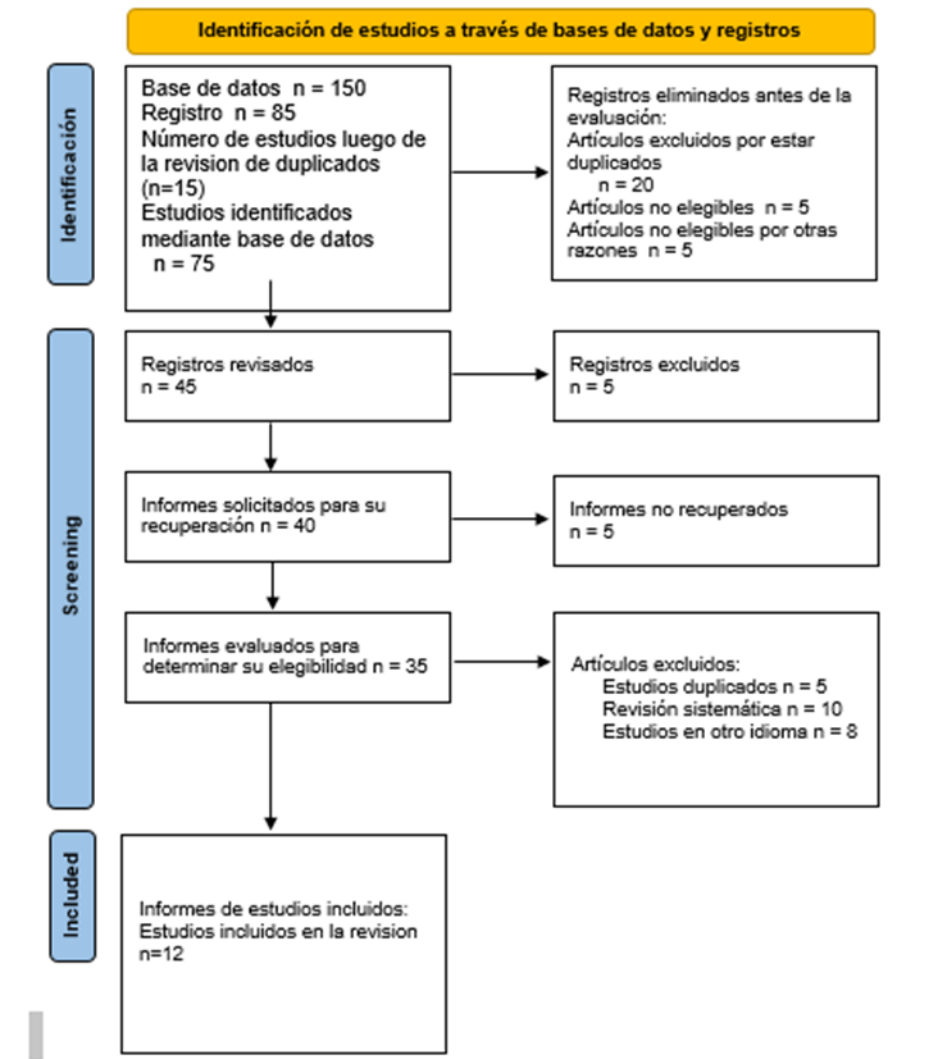 Identificación de estudios a través de bases de datos y registros
Identificación
Base de datos n = 150
Registro n = 85
Número de estudios luego de
la revision de duplicados
(n=15)
Estudios identificados
mediante base de datos
n = 75
Registros eliminados antes de la
evaluación:
Artículos excluidos por estar
duplicados
n = 20
Artículos no elegibles n = 5
Artículos no elegibles por otras
razones n = 5
Screening
Registros revisados
n = 45
Registros excluidos
n = 5
Informes solicitados para su
recuperación n = 40
Informes no recuperados
n = 5
Informes evaluados para
determinar su elegibilidad n = 35
Artículos excluidos:
Estudios duplicados n = 5
Revisión sistemática n = 10
Estudios en otro idioma n = 8
Included
Informes de estudios incluidos:
Estudios incluidos en la revision
n=12